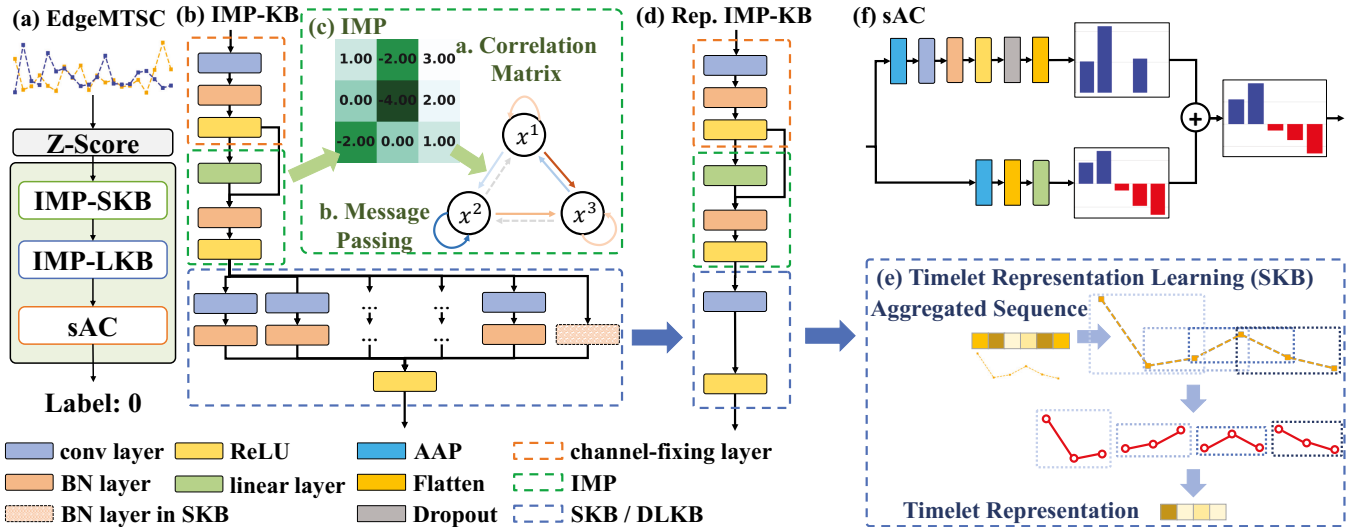 (a) EdgeMTSC
Z-Score
IMP-SKB
IMP-LKB
sAC
Label: 0
(b) IMP-KB
(c) IMP
1.00 -2.00 3.00
0.00 -4.00 2.00
-2.00 0.00 1.00
a. Correlation
Matrix
x¹
x²
x³
b. Message
Passing
...
...
...
...
(d) Rep. IMP-KB
(f) sAC
+
(e) Timelet Representation Learning (SKB)
Aggregated Sequence
Timelet Representation
conv layer
ReLU
AAP
channel-fixing layer
BN layer
linear layer
Flatten
IMP
BN layer in SKB
Dropout
SKB / DLKB